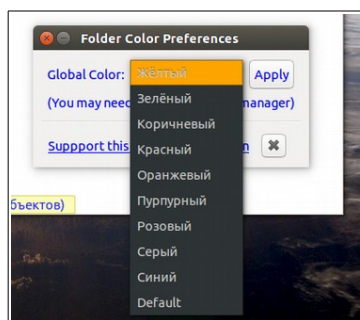 Folder Color Preferences
Global Color: Жёлтый Apply
(You may need manager)
Зелёный
Коричневый
Красный
Suppport this n
Оранжевый
Пурпурный
бъектов)
Розовый
Серый
Синий
Default